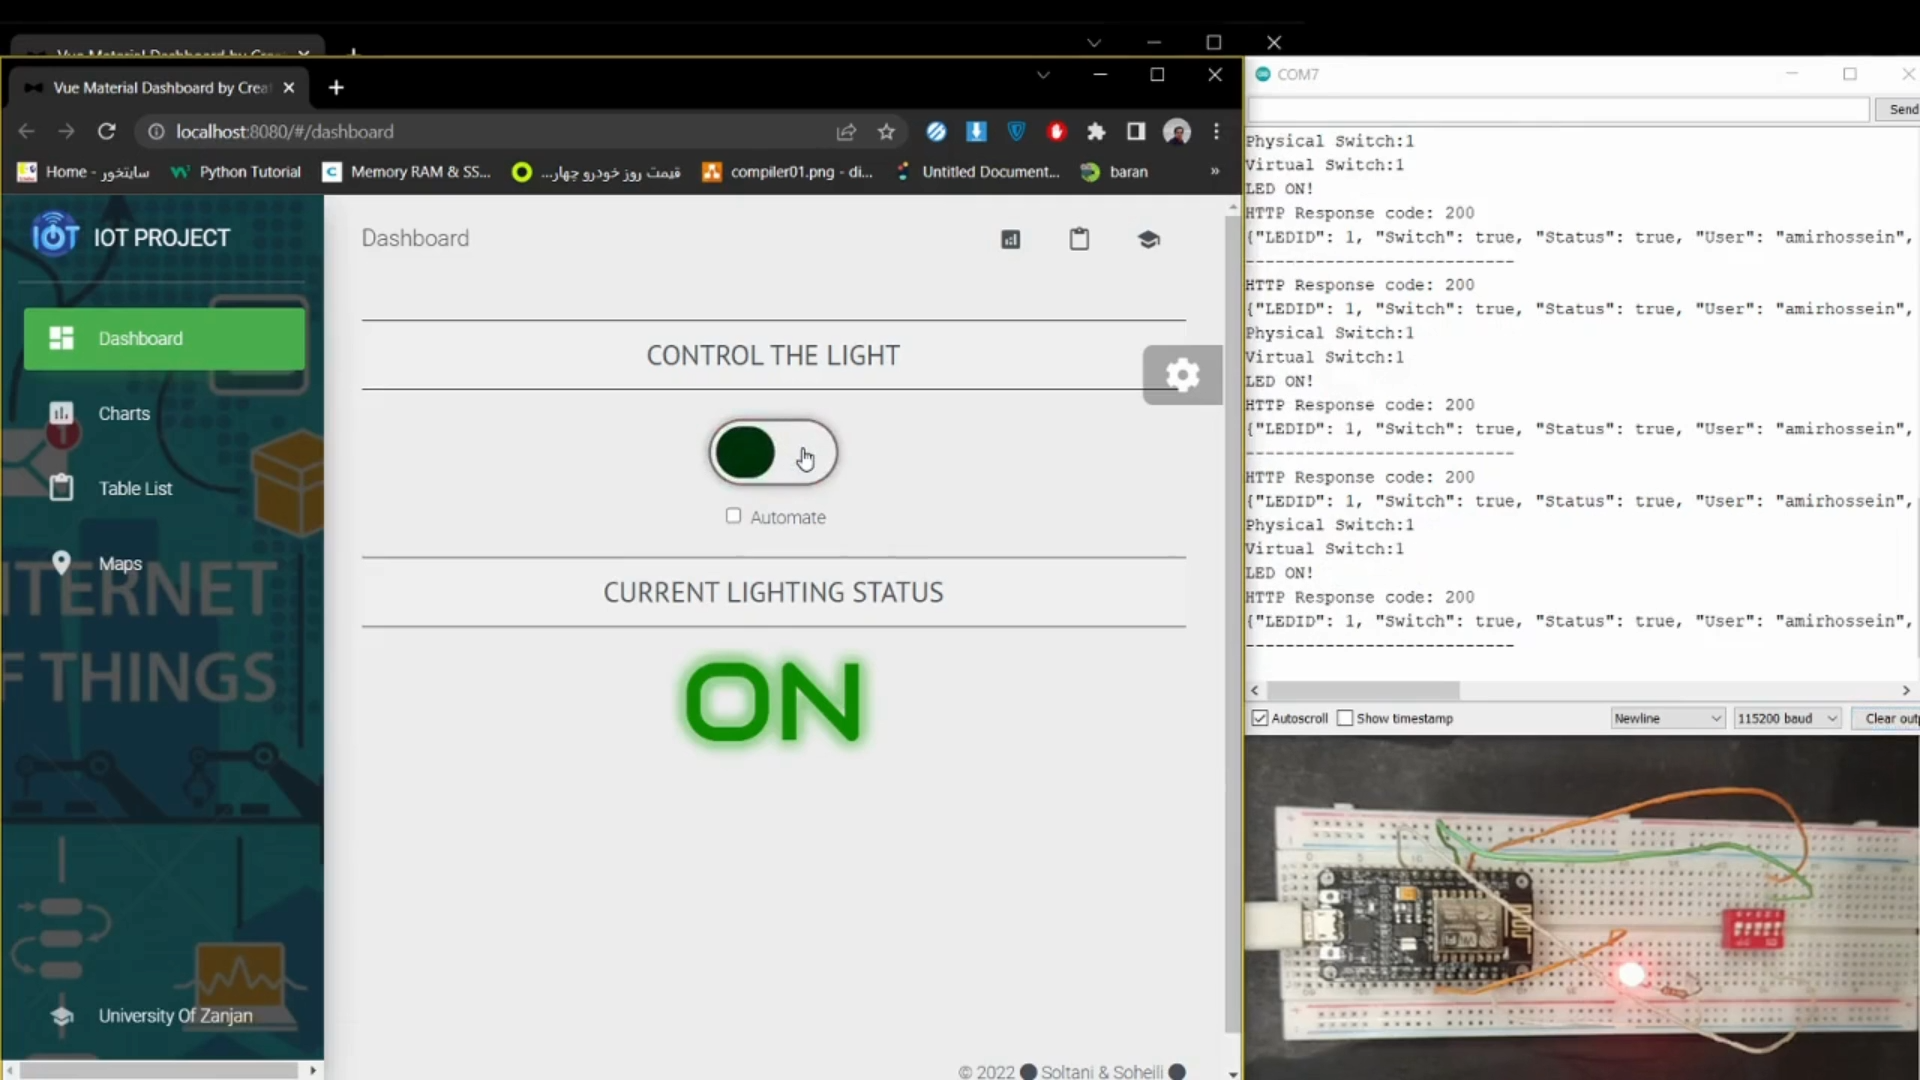 Vue Material Dashboard by Crea
localhost:8080/#/dashboard
Home - سایتخور
Python Tutorial
Memory RAM & SS...
قیمت روز خودرو چهار...
compiler01.png - di...
Untitled Document...
baran
»
IOT
IOT PROJECT
Dashboard
Charts
1
Table List
Maps
INTERNET
OF THINGS
University Of Zanjan
Dashboard
CONTROL THE LIGHT
Automate
CURRENT LIGHTING STATUS
ON
© 2022 Soltani & Soheili
COM7
Send
Physical Switch:1
Virtual Switch:1
LED ON!
HTTP Response code: 200
{"LEDID": 1, "Switch": true, "Status": true, "User": "amirhossein",
---------------------------
HTTP Response code: 200
{"LEDID": 1, "Switch": true, "Status": true, "User": "amirhossein",
Physical Switch:1
Virtual Switch:1
LED ON!
HTTP Response code: 200
{"LEDID": 1, "Switch": true, "Status": true, "User": "amirhossein",
---------------------------
HTTP Response code: 200
{"LEDID": 1, "Switch": true, "Status": true, "User": "amirhossein",
Physical Switch:1
Virtual Switch:1
LED ON!
HTTP Response code: 200
{"LEDID": 1, "Switch": true, "Status": true, "User": "amirhossein",
---------------------------
Autoscroll
Show timestamp
Newline
115200 baud
Clear out